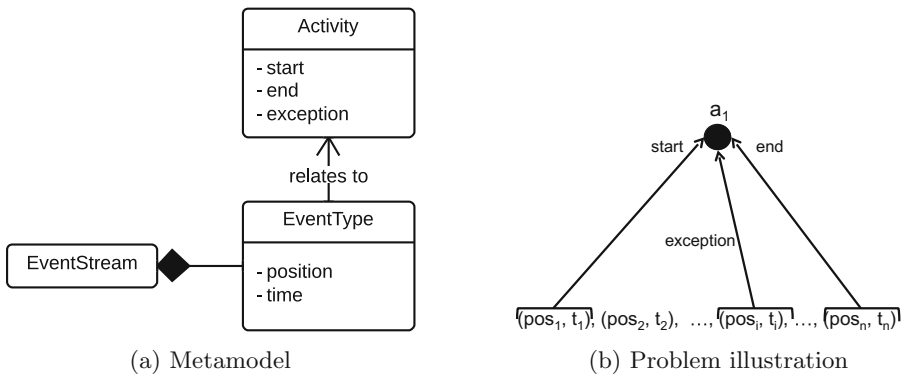 Activity
- start
- end
- exception
relates to
EventType
- position
- time
EventStream
(a) Metamodel
a₁
start
end
exception
(pos₁, t₁), (pos₂, t₂), ..., (posᵢ, tᵢ), ..., (posₙ, tₙ)
(b) Problem illustration